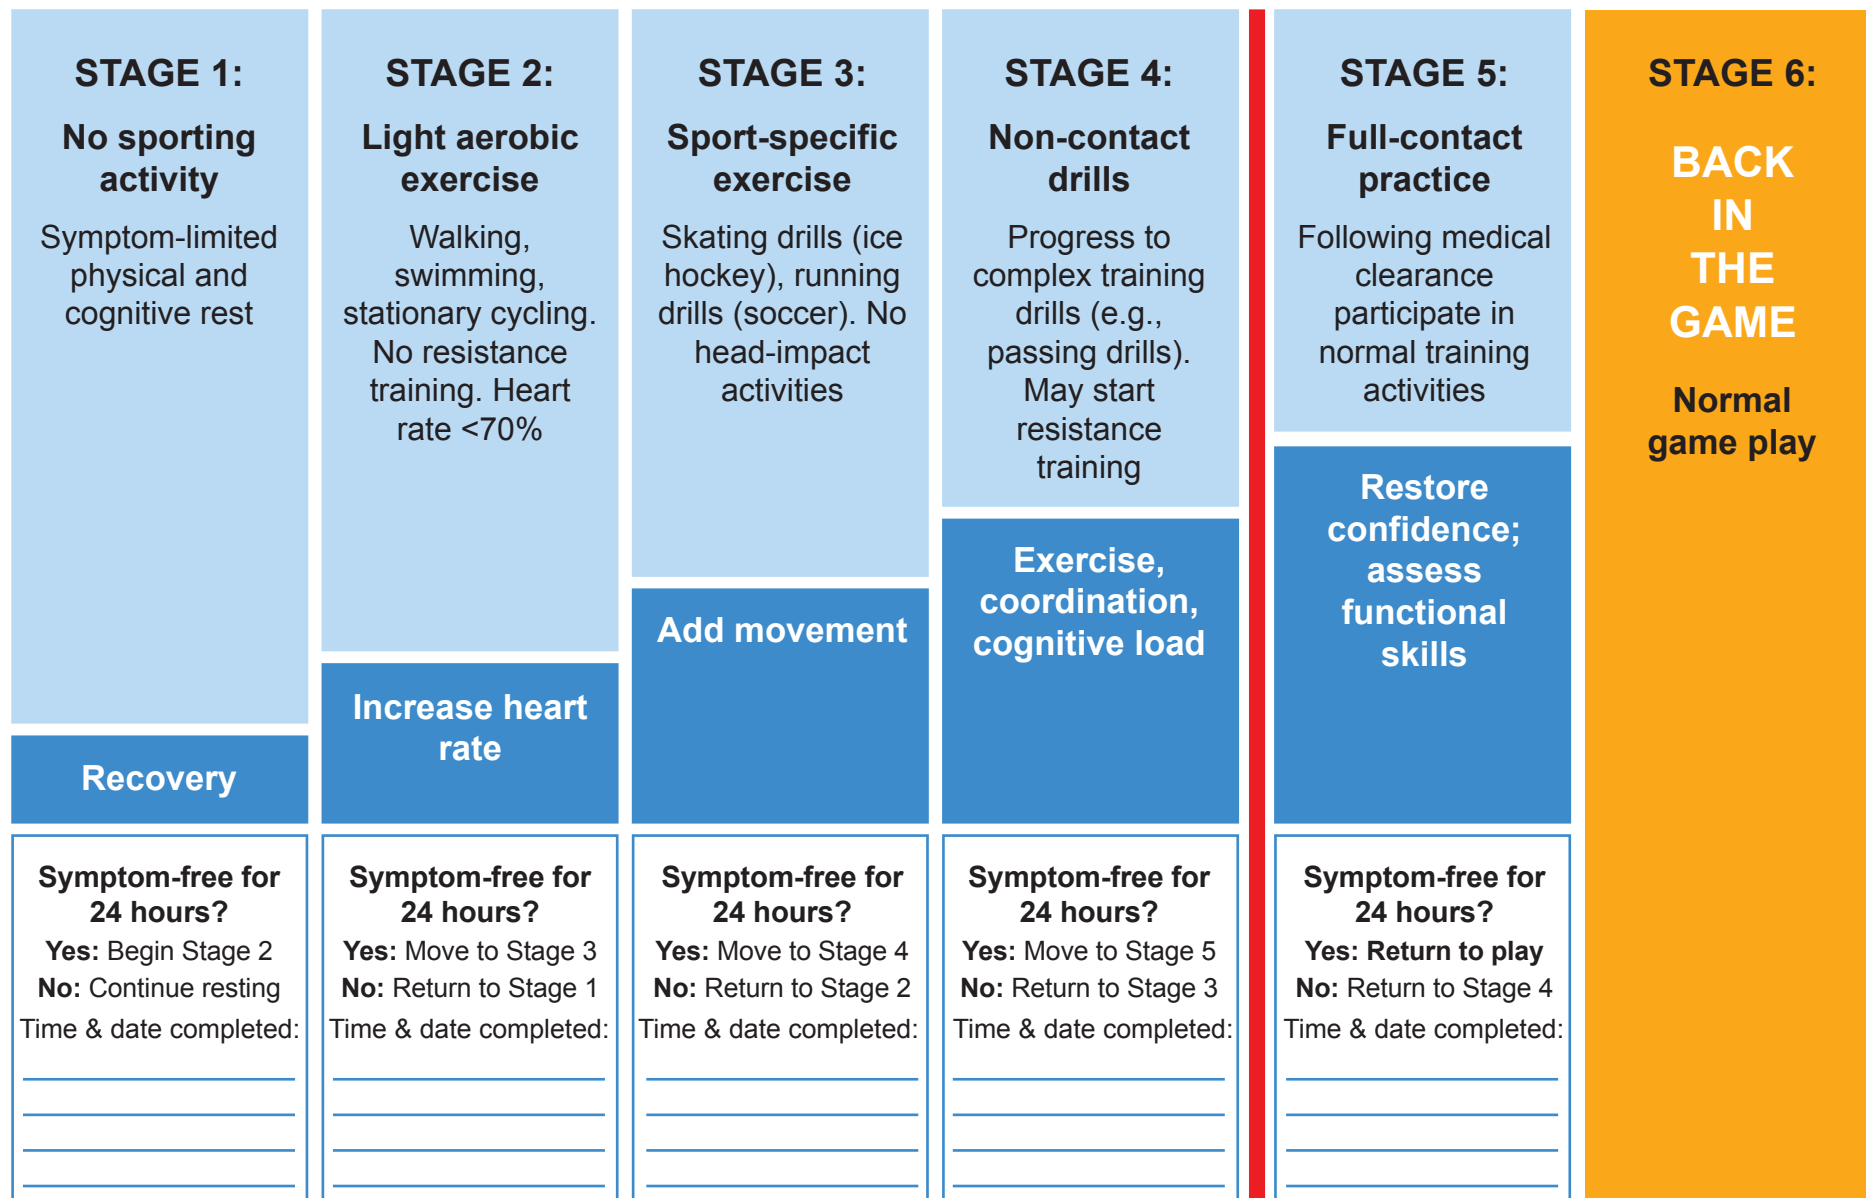 STAGE 1:
No sporting
activity
Symptom-limited
physical and
cognitive rest
Recovery
Symptom-free for
24 hours?
Yes: Begin Stage 2
No: Continue resting
Time & date completed:
STAGE 2:
Light aerobic
exercise
Walking,
swimming,
stationary cycling.
No resistance
training. Heart
rate <70%
Increase heart
rate
Symptom-free for
24 hours?
Yes: Move to Stage 3
No: Return to Stage 1
Time & date completed:
STAGE 3:
Sport-specific
exercise
Skating drills (ice
hockey), running
drills (soccer). No
head-impact
activities
Add movement
Symptom-free for
24 hours?
Yes: Move to Stage 4
No: Return to Stage 2
Time & date completed:
STAGE 4:
Non-contact
drills
Progress to
complex training
drills (e.g.,
passing drills).
May start
resistance
training
Exercise,
coordination,
cognitive load
Symptom-free for
24 hours?
Yes: Move to Stage 5
No: Return to Stage 3
Time & date completed:
STAGE 5:
Full-contact
practice
Following medical
clearance
participate in
normal training
activities
Restore
confidence;
assess
functional
skills
Symptom-free for
24 hours?
Yes: Return to play
No: Return to Stage 4
Time & date completed:
STAGE 6:
BACK
IN
THE
GAME
Normal
game play